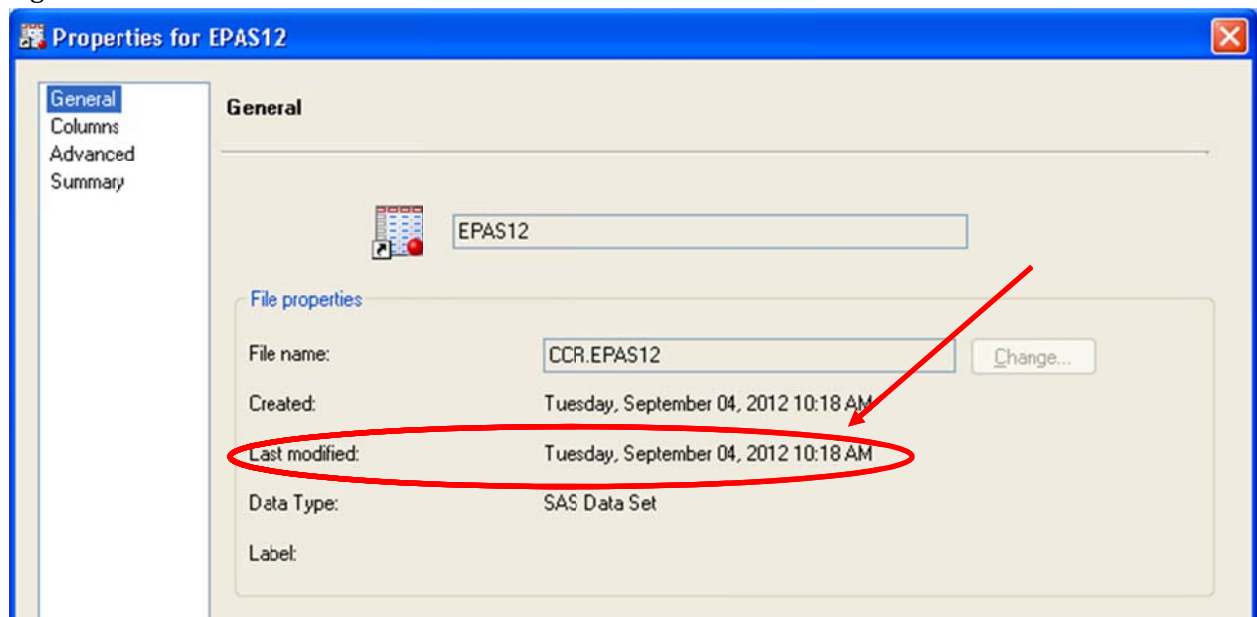 Properties for EPAS12
General
Columns
Advanced
Summary
General
EPAS12
File properties
File name: CCR.EPAS12 Change...
Created: Tuesday, September 04, 2012 10:18 AM
Last modified: Tuesday, September 04, 2012 10:18 AM
Data Type: SAS Data Set
Label: